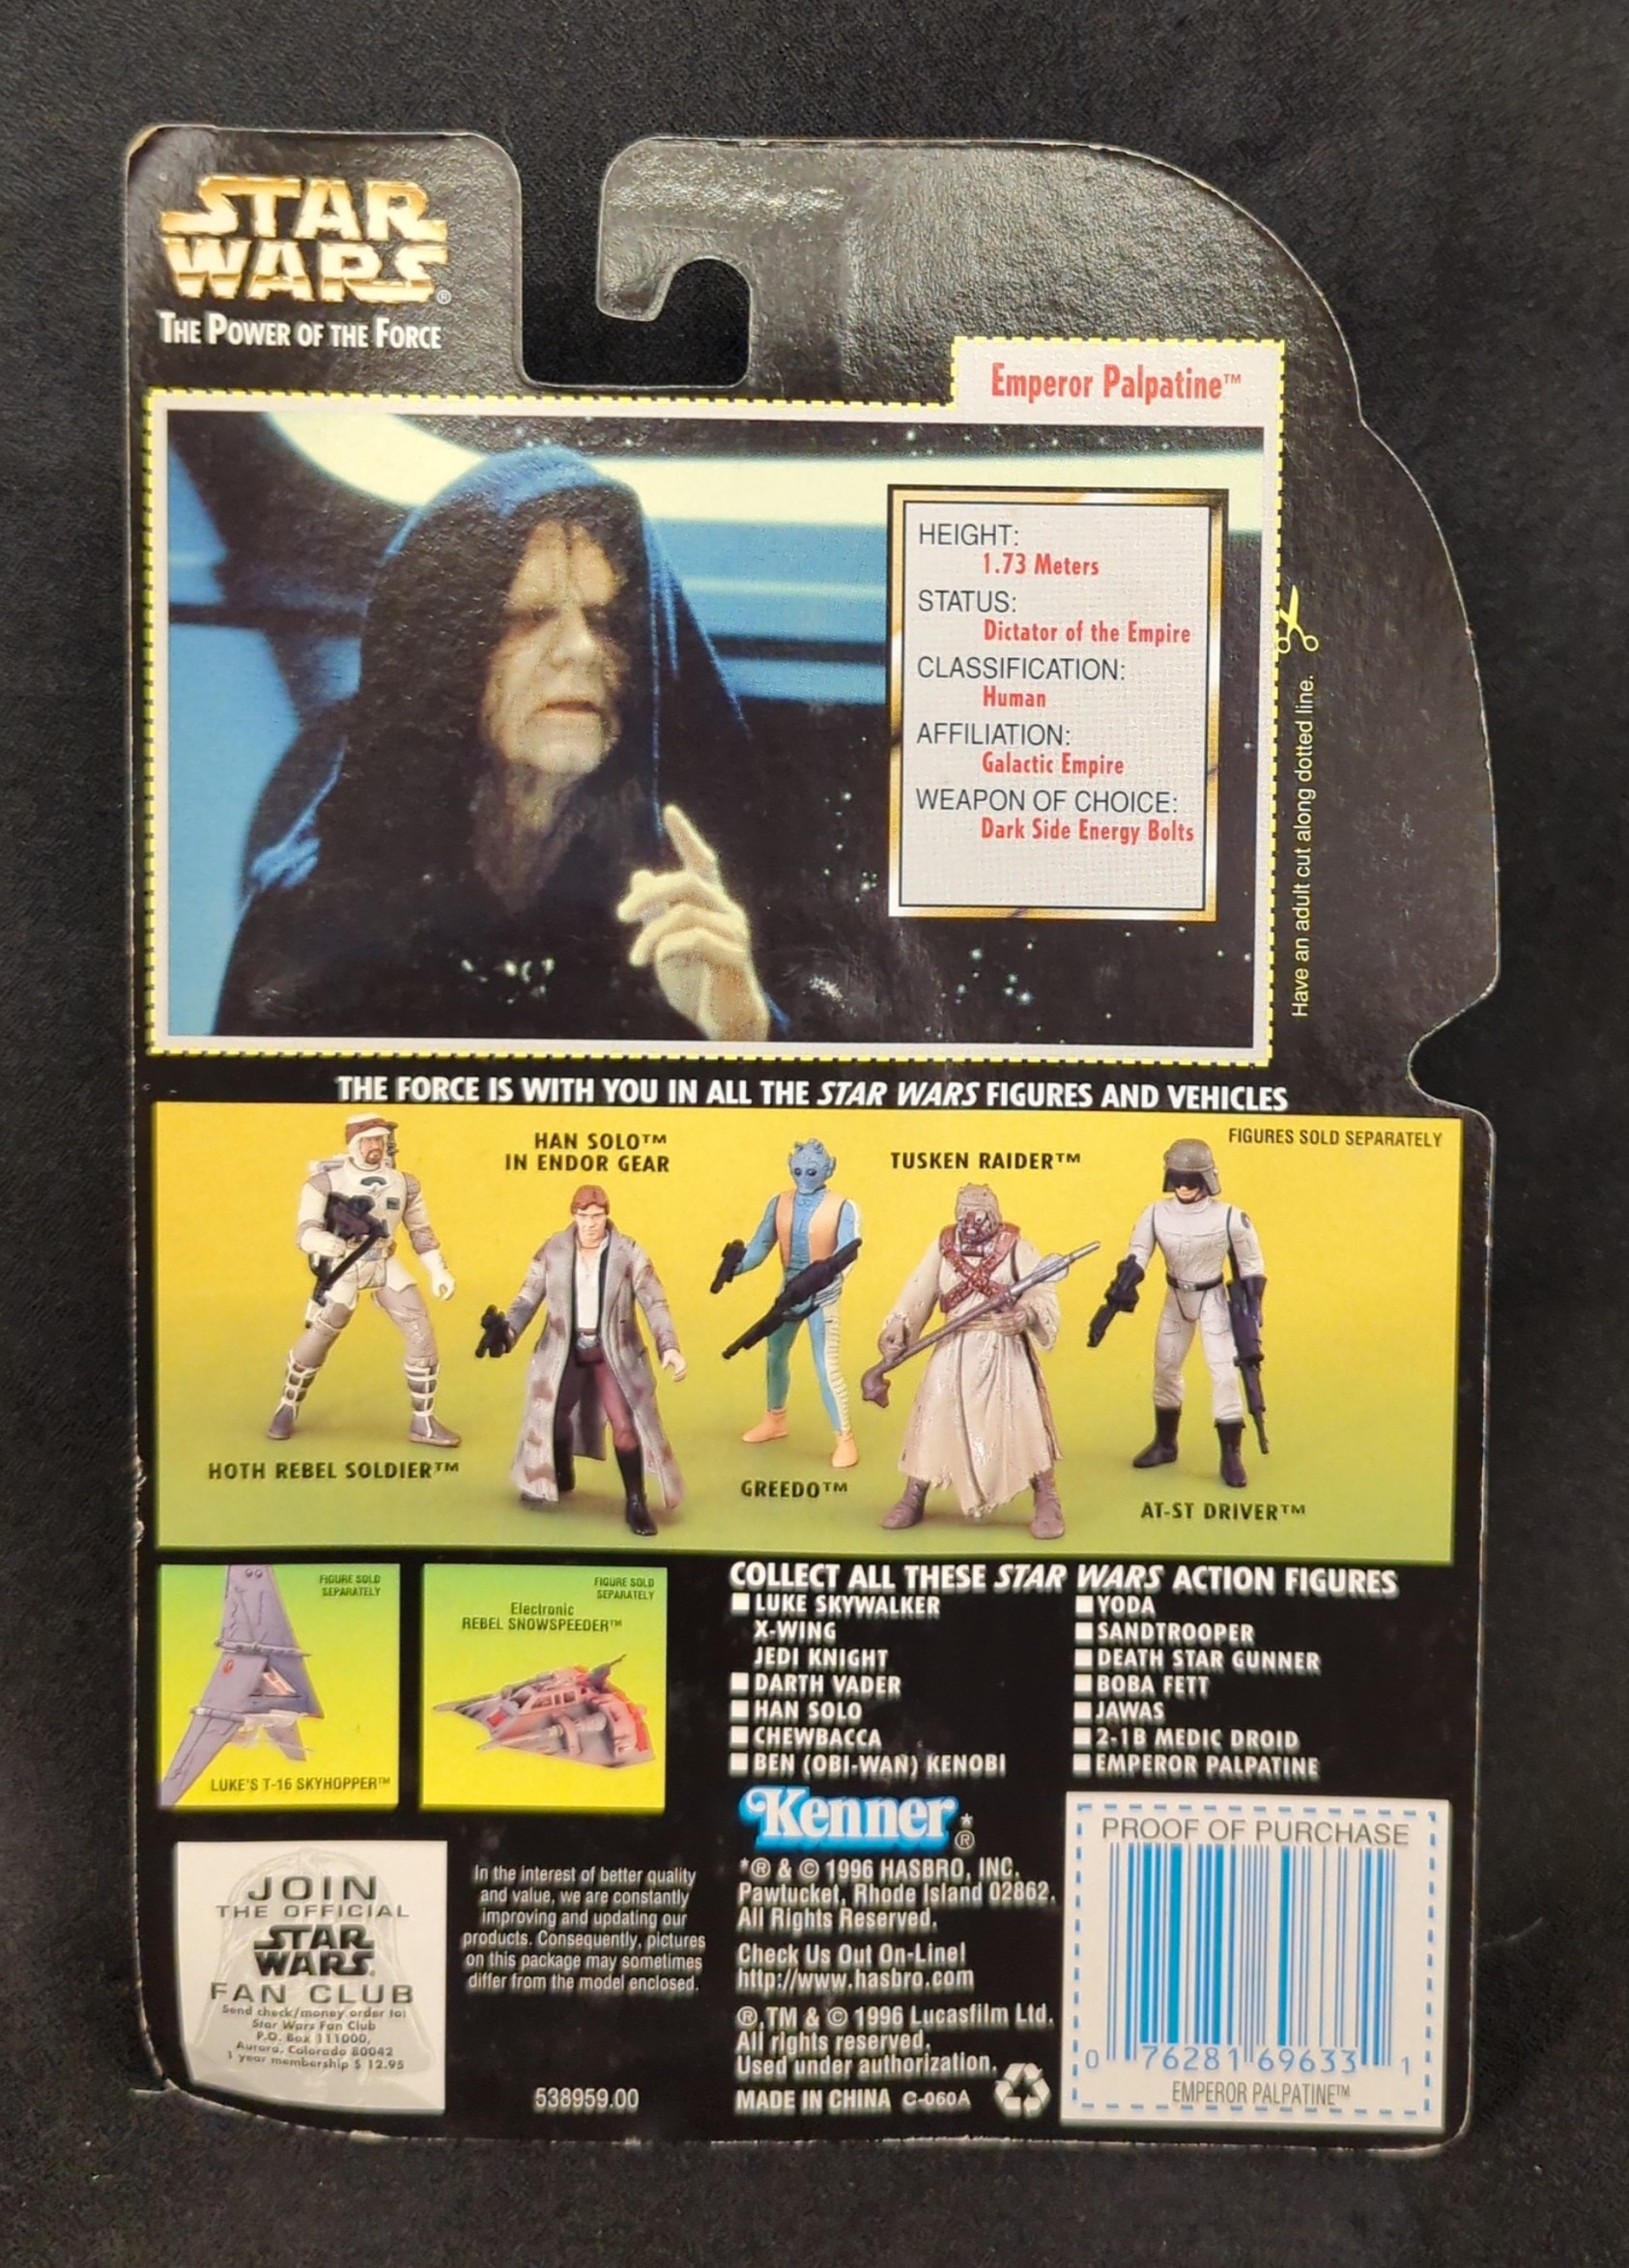 STAR
WARS®
THE POWER OF THE FORCE
Emperor Palpatine™
HEIGHT:
1.73 Meters
STATUS:
Dictator of the Empire
CLASSIFICATION:
Human
AFFILIATION:
Galactic Empire
WEAPON OF CHOICE:
Dark Side Energy Bolts
Have an adult cut along dotted line.
THE FORCE IS WITH YOU IN ALL THE STAR WARS FIGURES AND VEHICLES
FIGURES SOLD SEPARATELY
HAN SOLO™
IN ENDOR GEAR
TUSKEN RAIDER™
HOTH REBEL SOLDIER™
GREEDO™
AT-ST DRIVER™
FIGURE SOLD
SEPARATELY
LUKE'S T-16 SKYHOPPER™
FIGURE SOLD
SEPARATELY
Electronic
REBEL SNOWSPEEDER™
COLLECT ALL THESE STAR WARS ACTION FIGURES
LUKE SKYWALKER
X-WING
JEDI KNIGHT
DARTH VADER
HAN SOLO
CHEWBACCA
BEN (OBI-WAN) KENOBI
YODA
SANDTROOPER
DEATH STAR GUNNER
BOBA FETT
JAWAS
2-1B MEDIC DROID
EMPEROR PALPATINE
JOIN
THE OFFICIAL
STAR
WARS.
FAN CLUB
Send check/money order to:
Star Wars Fan Club
P.O. Box 111000,
Aurora, Colorado 80042
1 year membership $ 12.95
In the interest of better quality
and value, we are constantly
improving and updating our
products. Consequently, pictures
on this package may sometimes
differ from the model enclosed.
538959.00
Kenner*®
*® & © 1996 HASBRO, INC.
Pawtucket, Rhode Island 02862.
All Rights Reserved.
Check Us Out On-Line!
http://www.hasbro.com
®,TM & © 1996 Lucasfilm Ltd.
All rights reserved.
Used under authorization.
MADE IN CHINA C-060A
PROOF OF PURCHASE
0 76281 69633 1
EMPEROR PALPATINE™